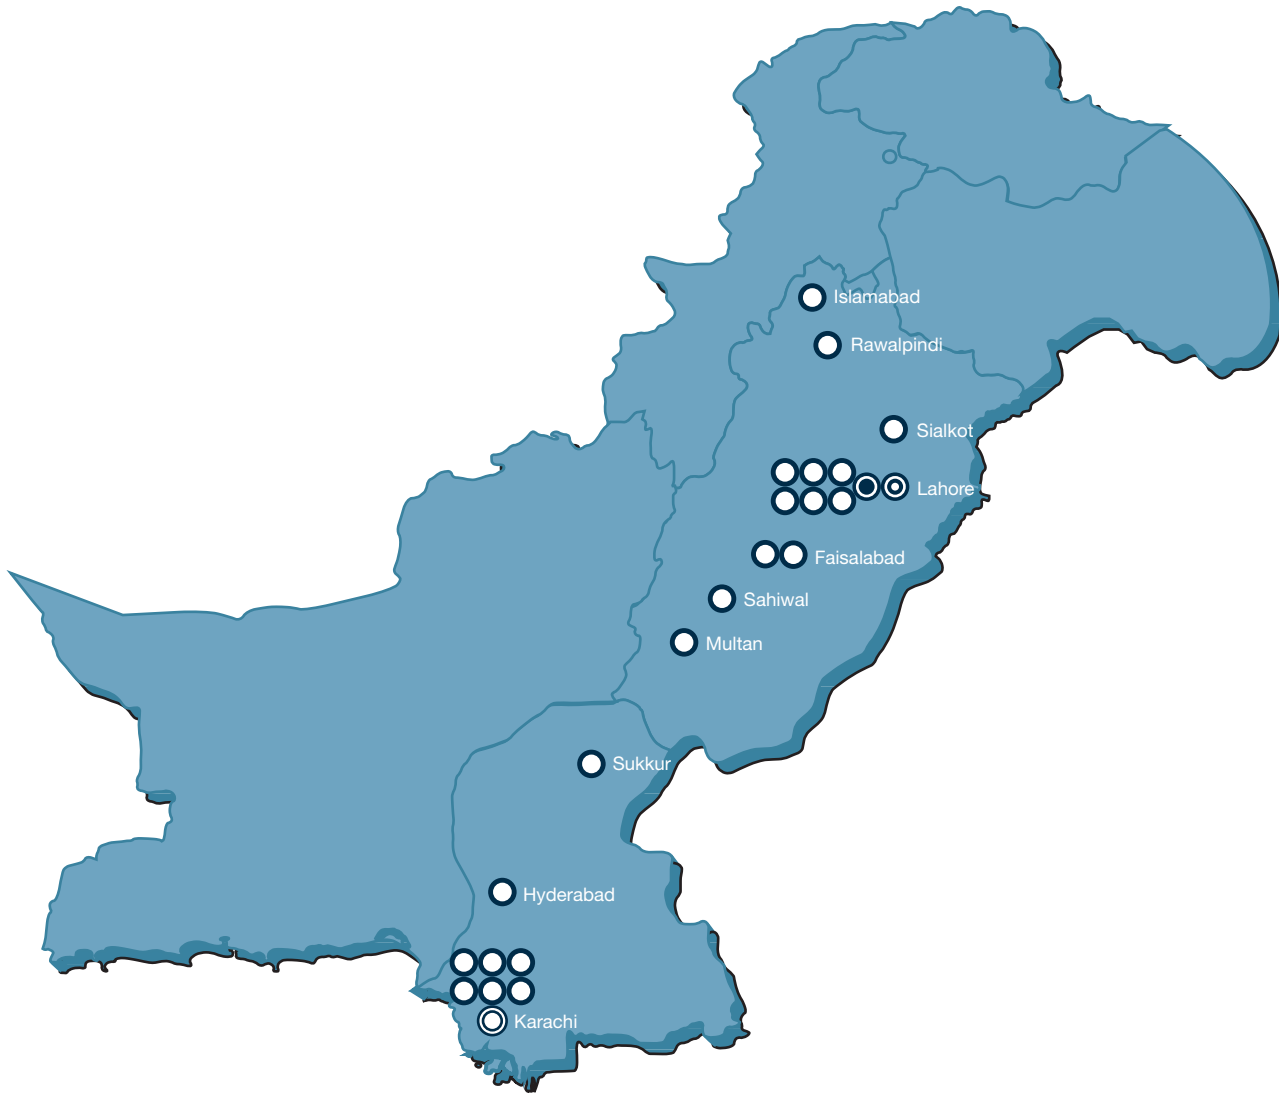 Islamabad
Rawalpindi
Sialkot
Lahore
Faisalabad
Sahiwal
Multan
Sukkur
Hyderabad
Karachi